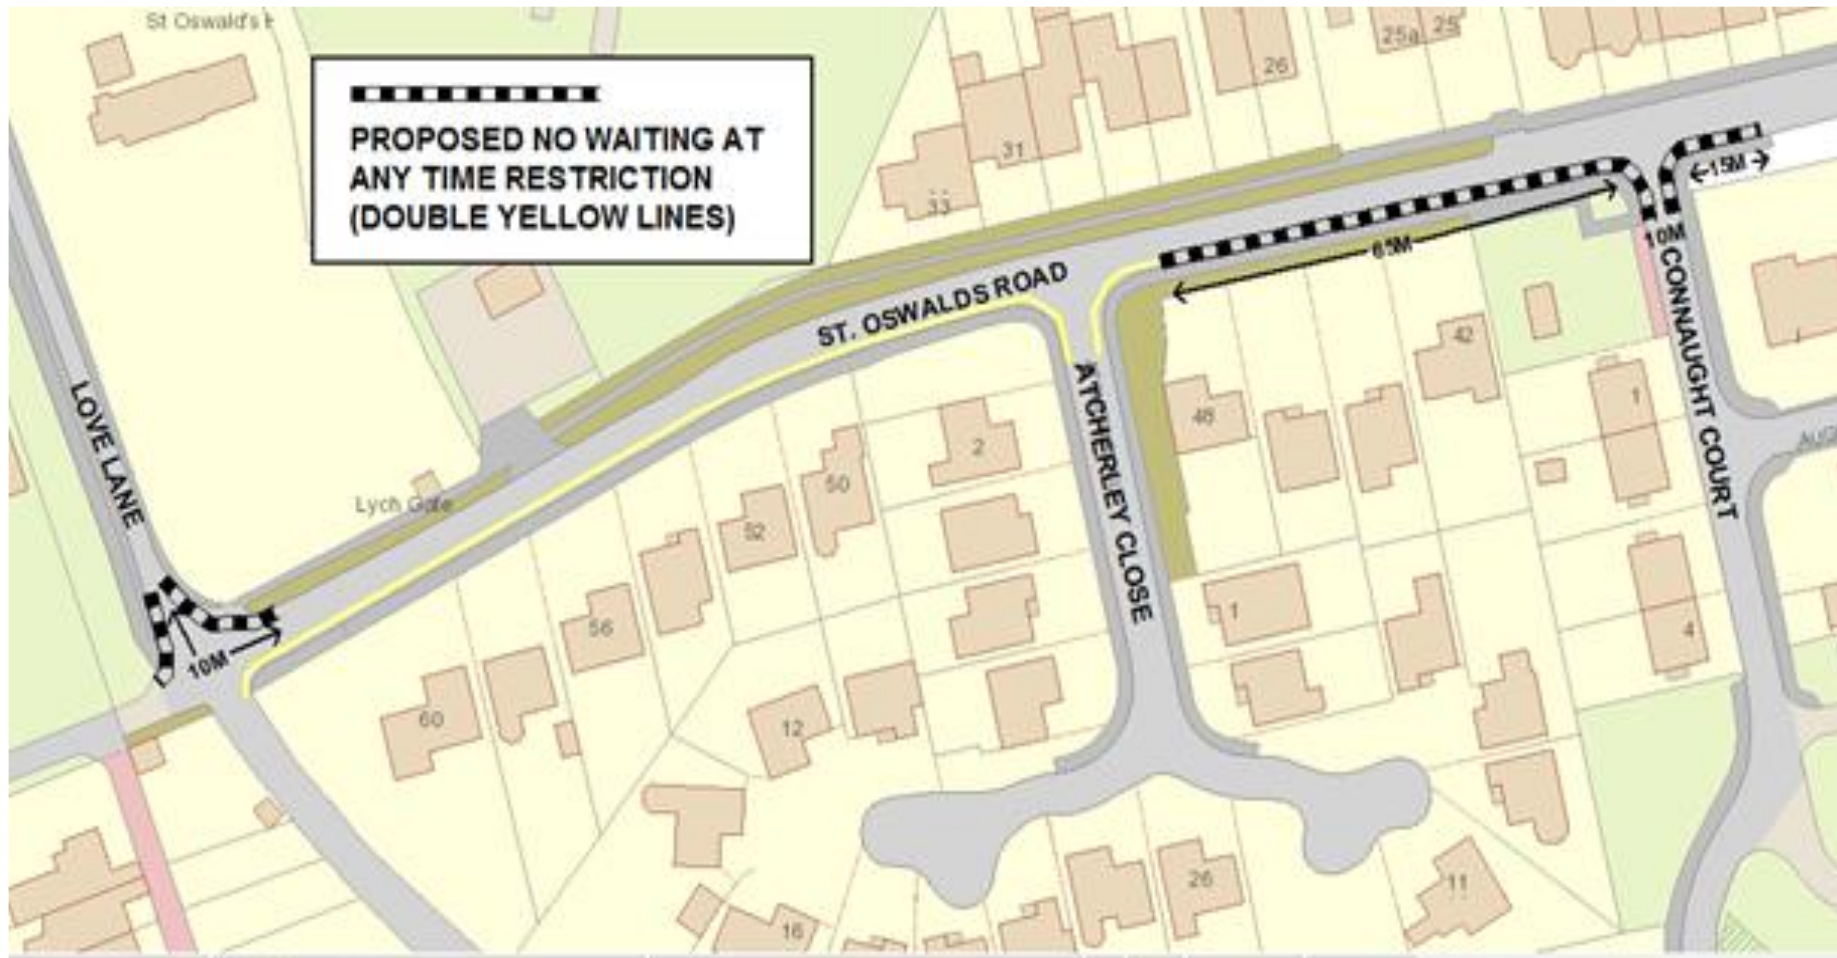 St Oswald's H
PROPOSED NO WAITING AT
ANY TIME RESTRICTION
(DOUBLE YELLOW LINES)
25a
25
26
31
33
15M
65M
10M
ST. OSWALDS ROAD
LOVE LANE
Lych Gate
10M
ATCHERLEY CLOSE
CONNAUGHT COURT
42
48
1
2
50
52
56
60
12
1
4
16
26
11